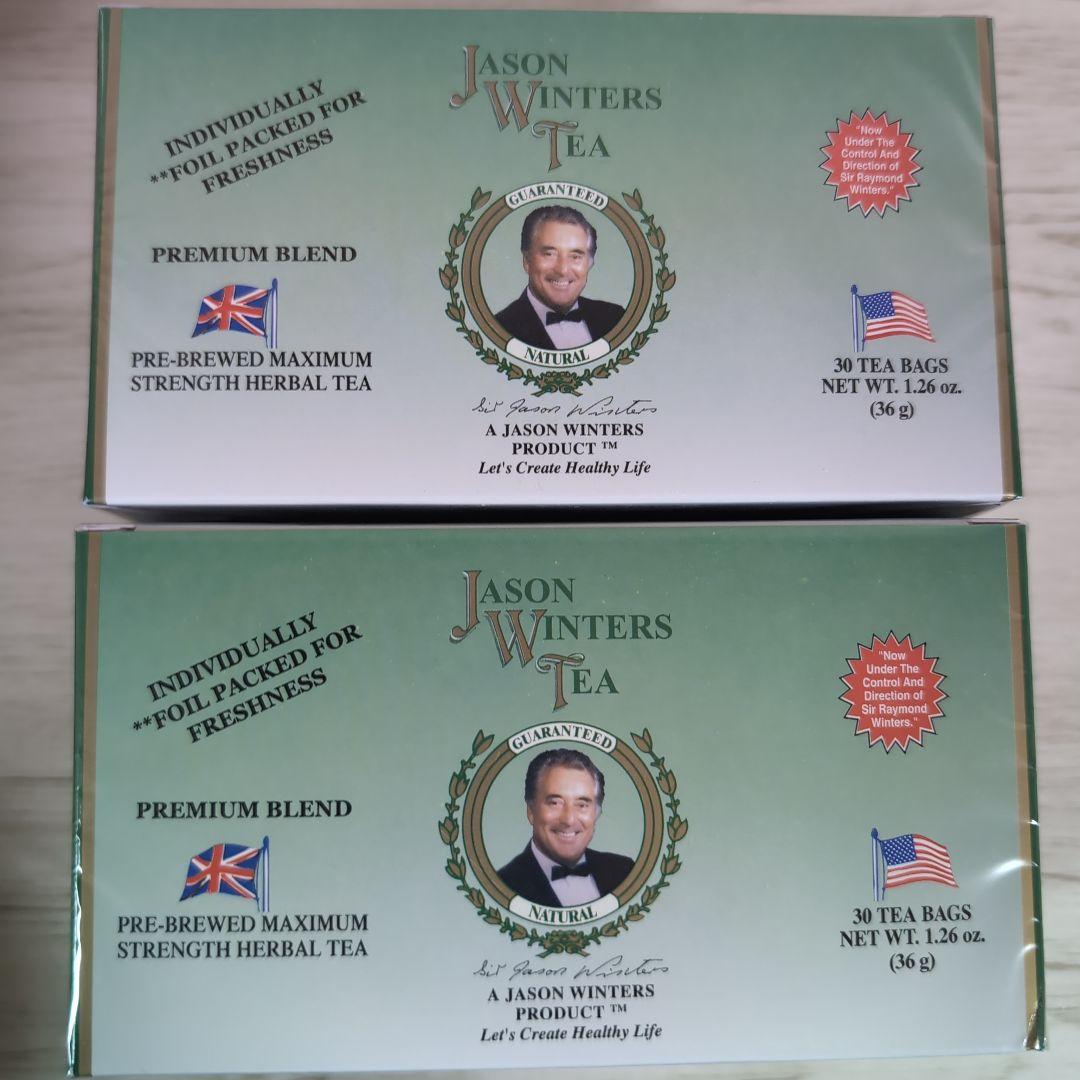 JASON
WINTERS
TEA
INDIVIDUALLY
**FOIL PACKED FOR
FRESHNESS
"Now
Under The
Control And
Direction of
Sir Raymond
Winters."
GUARANTEED
PREMIUM BLEND
NATURAL
PRE-BREWED MAXIMUM
STRENGTH HERBAL TEA
30 TEA BAGS
NET WT. 1.26 oz.
(36 g)
Sir Jason Winters
A JASON WINTERS
PRODUCT ™
Let's Create Healthy Life
JASON
WINTERS
TEA
INDIVIDUALLY
**FOIL PACKED FOR
FRESHNESS
"Now
Under The
Control And
Direction of
Sir Raymond
Winters."
GUARANTEED
PREMIUM BLEND
NATURAL
PRE-BREWED MAXIMUM
STRENGTH HERBAL TEA
30 TEA BAGS
NET WT. 1.26 oz.
(36 g)
Sir Jason Winters
A JASON WINTERS
PRODUCT ™
Let's Create Healthy Life